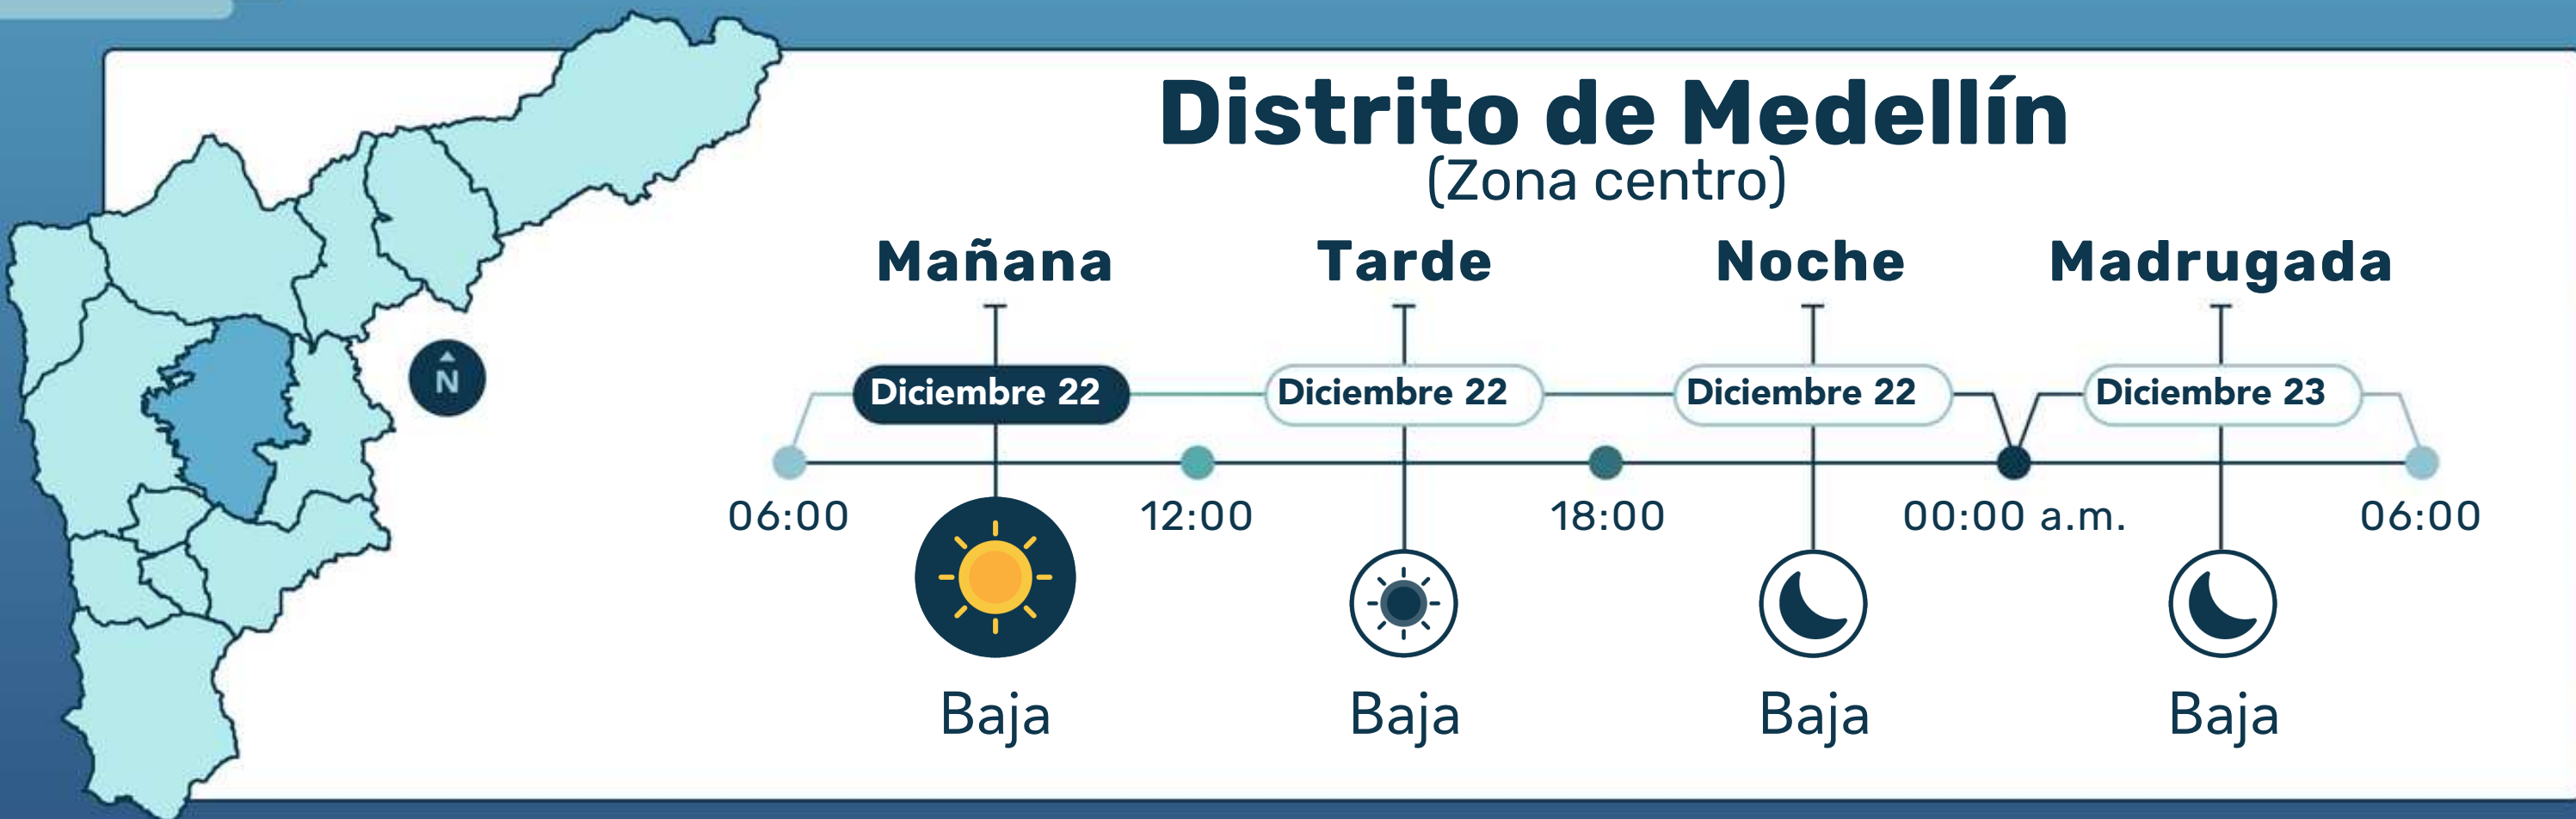 Distrito de Medellín
(Zona centro)
Mañana Tarde Noche Madrugada
Diciembre 22 Diciembre 22 Diciembre 22 Diciembre 23
N
06:00 12:00 18:00 00:00 a.m. 06:00
Baja Baja Baja Baja